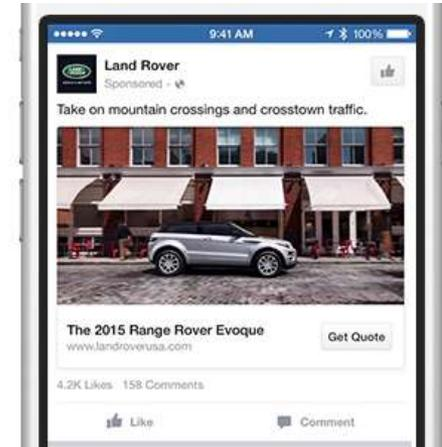 9:41 AM
100%
Land Rover
Sponsored
Take on mountain crossings and crosstown traffic.
The 2015 Range Rover Evoque
www.landroverusa.com
Get Quote
4.2K Likes 158 Comments
Like
Comment